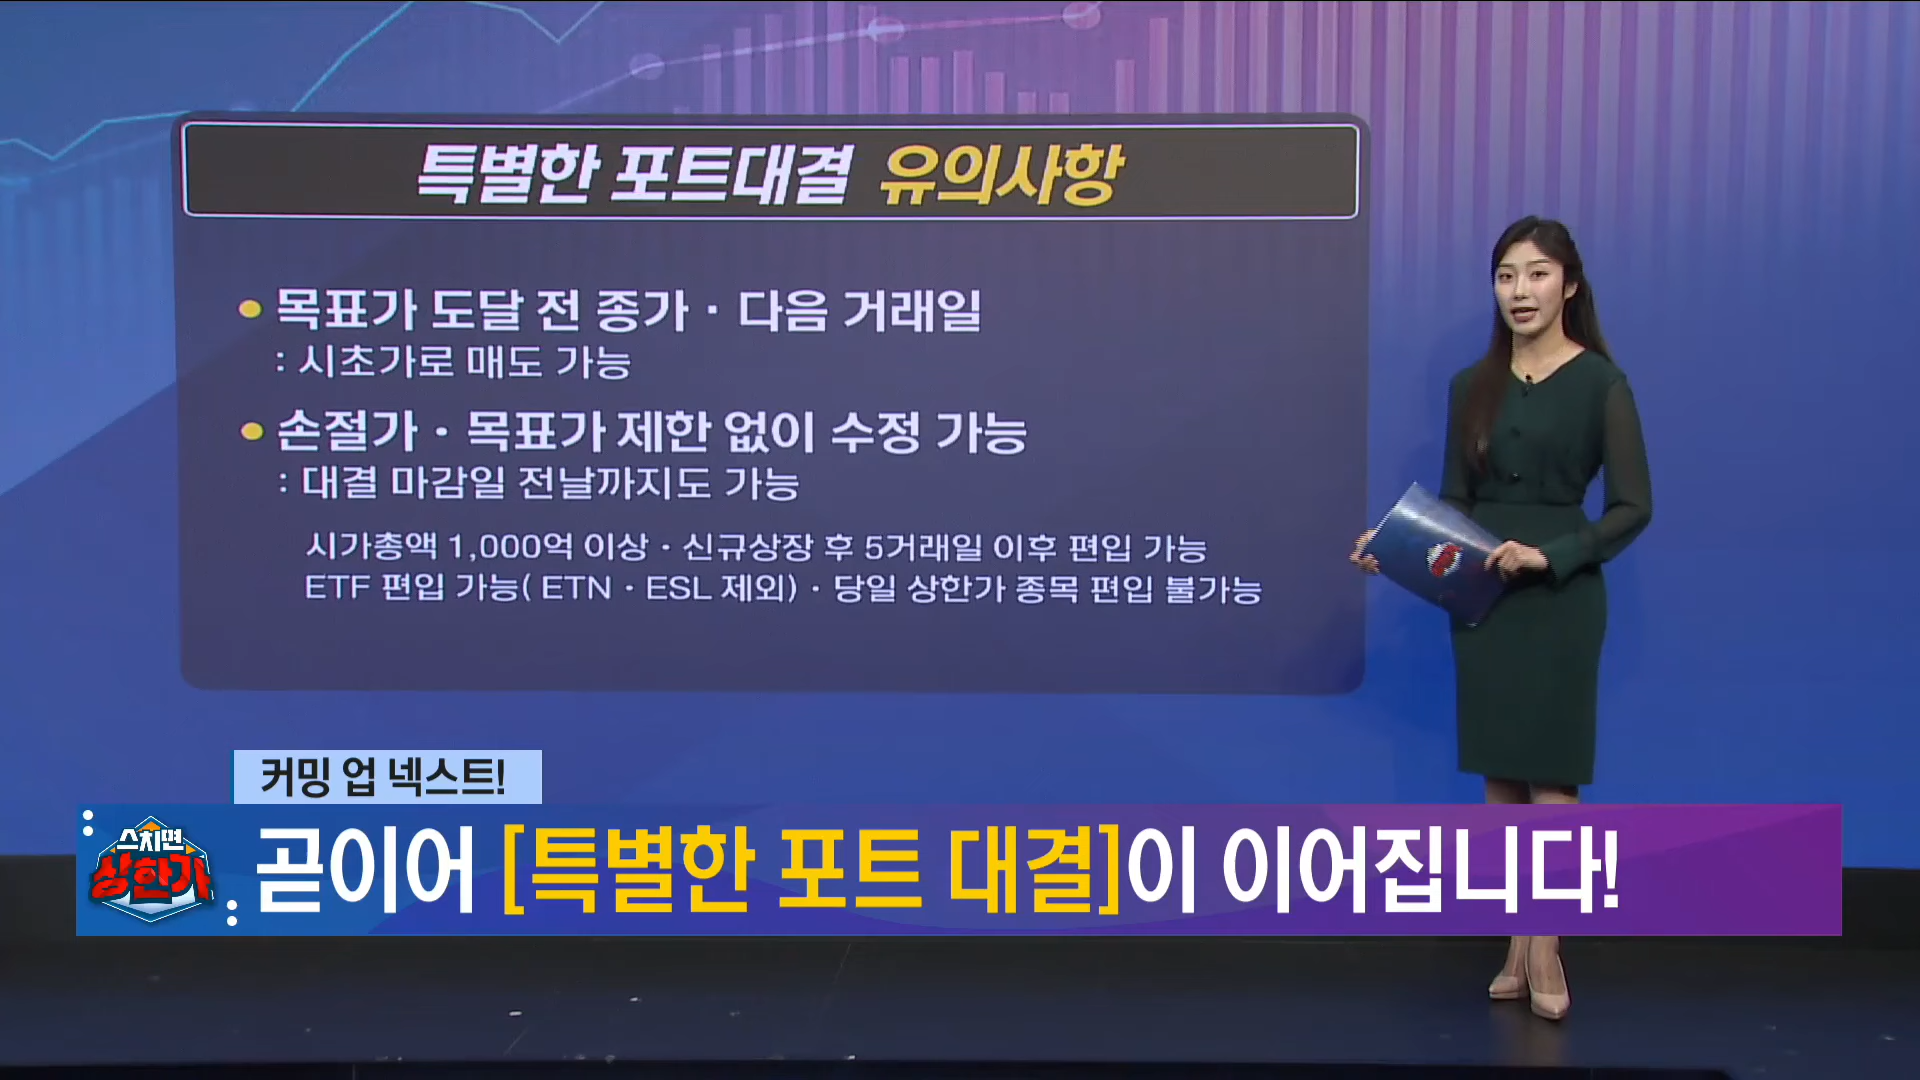 특별한 포트대결 유의사항
• 목표가 도달 전 종가 · 다음 거래일
: 시초가로 매도 가능
• 손절가 · 목표가 제한 없이 수정 가능
: 대결 마감일 전날까지도 가능
시가총액 1,000억 이상 · 신규상장 후 5거래일 이후 편입 가능
ETF 편입 가능( ETN · ESL 제외) · 당일 상한가 종목 편입 불가능
커밍 업 넥스트!
스치면
상한가
곧이어 [특별한 포트 대결]이 이어집니다!